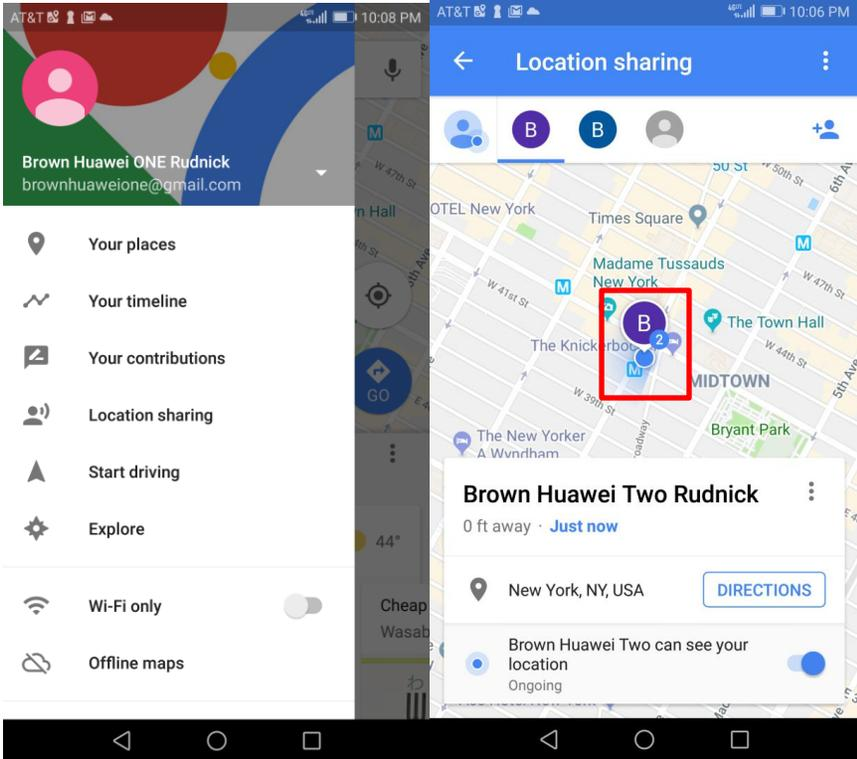 AT&T 10:08 PM
Brown Huawei ONE Rudnick
brownhuaweione@gmail.com
Your places
Your timeline
Your contributions
Location sharing
Start driving
Explore
Wi-Fi only
Offline maps
M
W 47th St
n Hall
GO
44°
Cheap
Wasab
わ
AT&T 10:06 PM
Location sharing
B
B
50 St
W 50th St
6th A
OTEL New York
Times Square
M
Madame Tussauds
New York
M
W 41st St
W 47th St
B
2
The Town Hall
The Knickerboc
W 44th St
M
MIDTOWN
5th Ave
W 39th St
Bryant Park
roadway
The New Yorker
A Wyndham
Brown Huawei Two Rudnick
0 ft away · Just now
New York, NY, USA
DIRECTIONS
Brown Huawei Two can see your
location
Ongoing